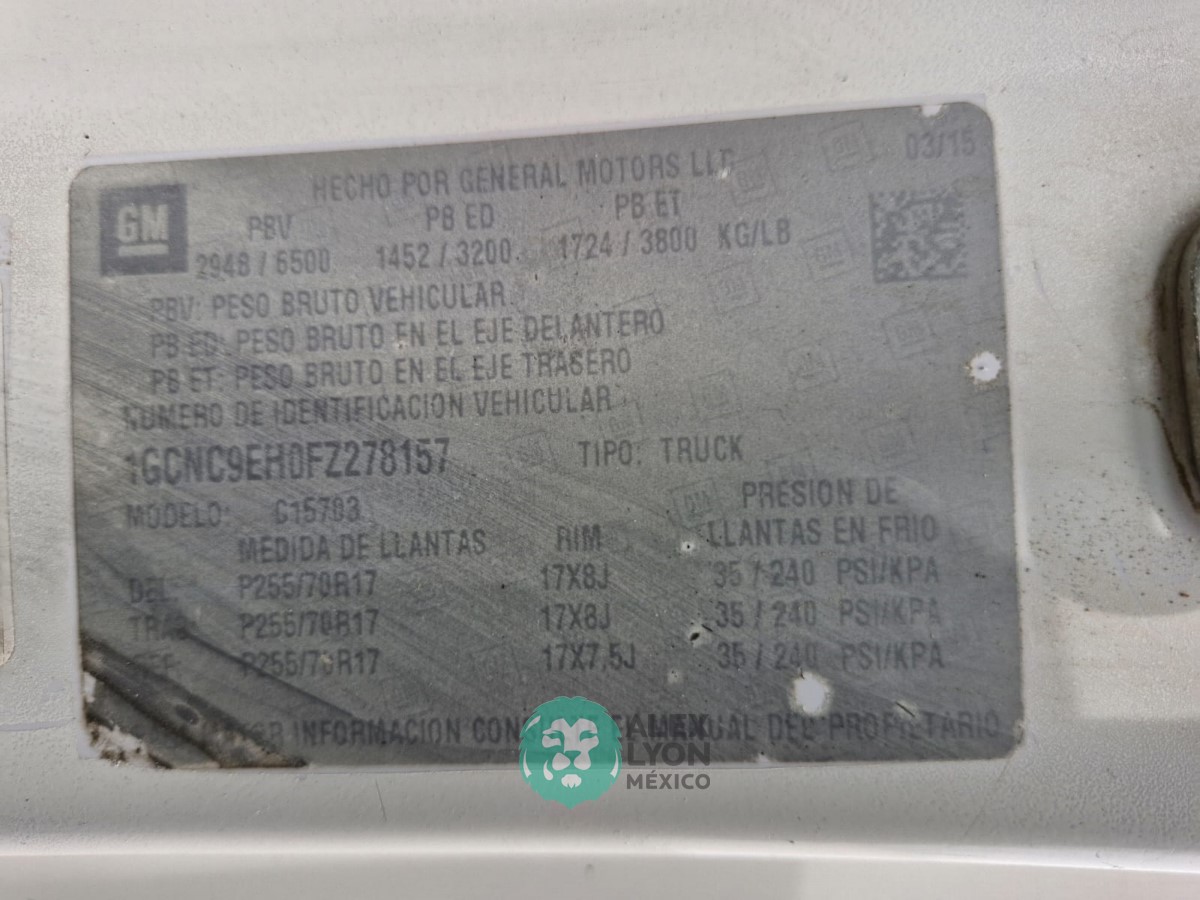 03/15
HECHO POR GENERAL MOTORS LLC
GM
PBV PB ED PB ET
2948 / 6500 1452 / 3200 1724 / 3800 KG/LB
PBV: PESO BRUTO VEHICULAR
PB ED: PESO BRUTO EN EL EJE DELANTERO
PB ET: PESO BRUTO EN EL EJE TRASERO
NUMERO DE IDENTIFICACION VEHICULAR
1GCNC9EH0FZ278157 TIPO: TRUCK
MODELO: C15703
PRESION DE
MEDIDA DE LLANTAS RIM LLANTAS EN FRIO
DEL P255/70R17 17X8J 35 / 240 PSI/KPA
TRAS P255/70R17 17X8J 35 / 240 PSI/KPA
P255/70R17 17X7.5J 35 / 240 PSI/KPA
INFORMACION MANUAL DEL PROPIETARIO
ALMEX
LYON
MÉXICO